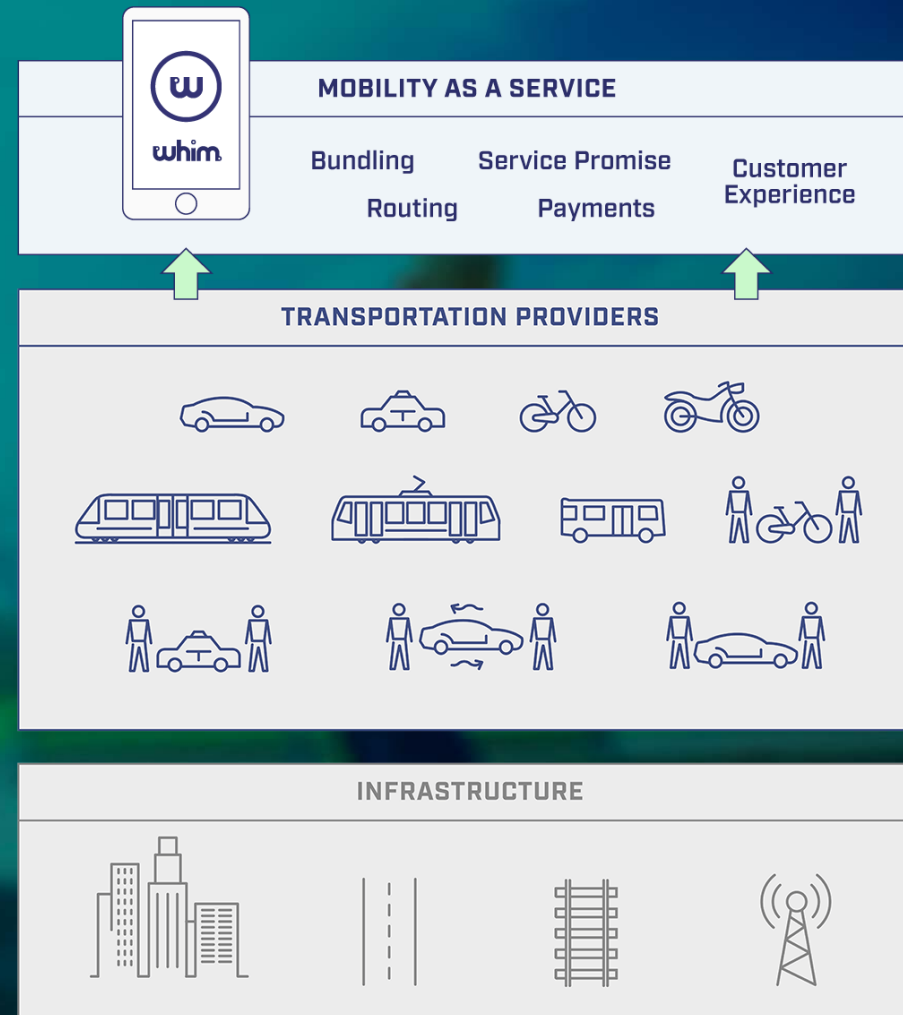 W
whim
MOBILITY AS A SERVICE
Bundling
Service Promise
Customer
Experience
Routing
Payments
TRANSPORTATION PROVIDERS
T
T
INFRASTRUCTURE